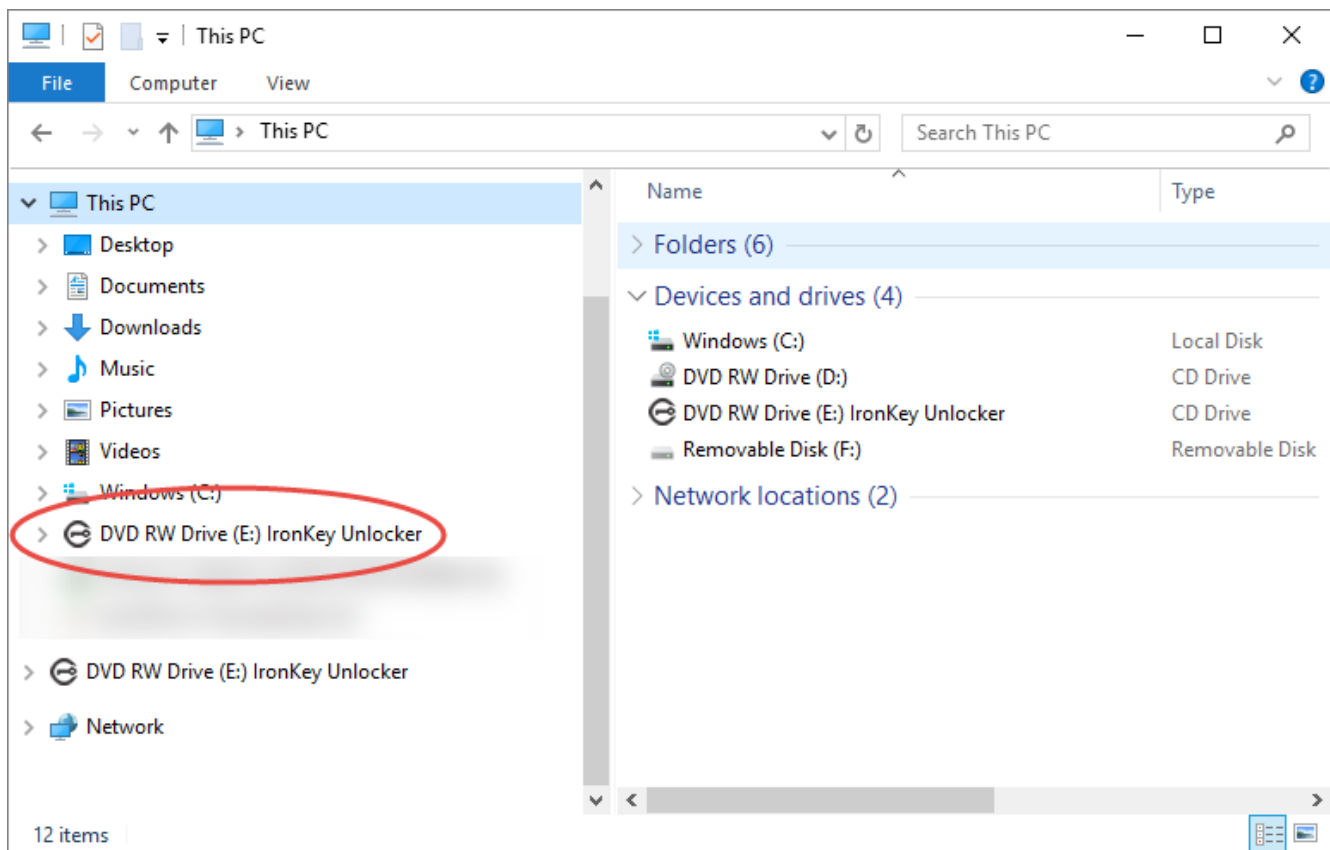 This PC
File Computer View
This PC Search This PC
This PC
Desktop
Documents
Downloads
Music
Pictures
Videos
Windows (C:)
DVD RW Drive (E:) IronKey Unlocker
DVD RW Drive (E:) IronKey Unlocker
Network
Name Type
Folders (6)
Devices and drives (4)
Windows (C:) Local Disk
DVD RW Drive (D:) CD Drive
DVD RW Drive (E:) IronKey Unlocker CD Drive
Removable Disk (F:) Removable Disk
Network locations (2)
12 items